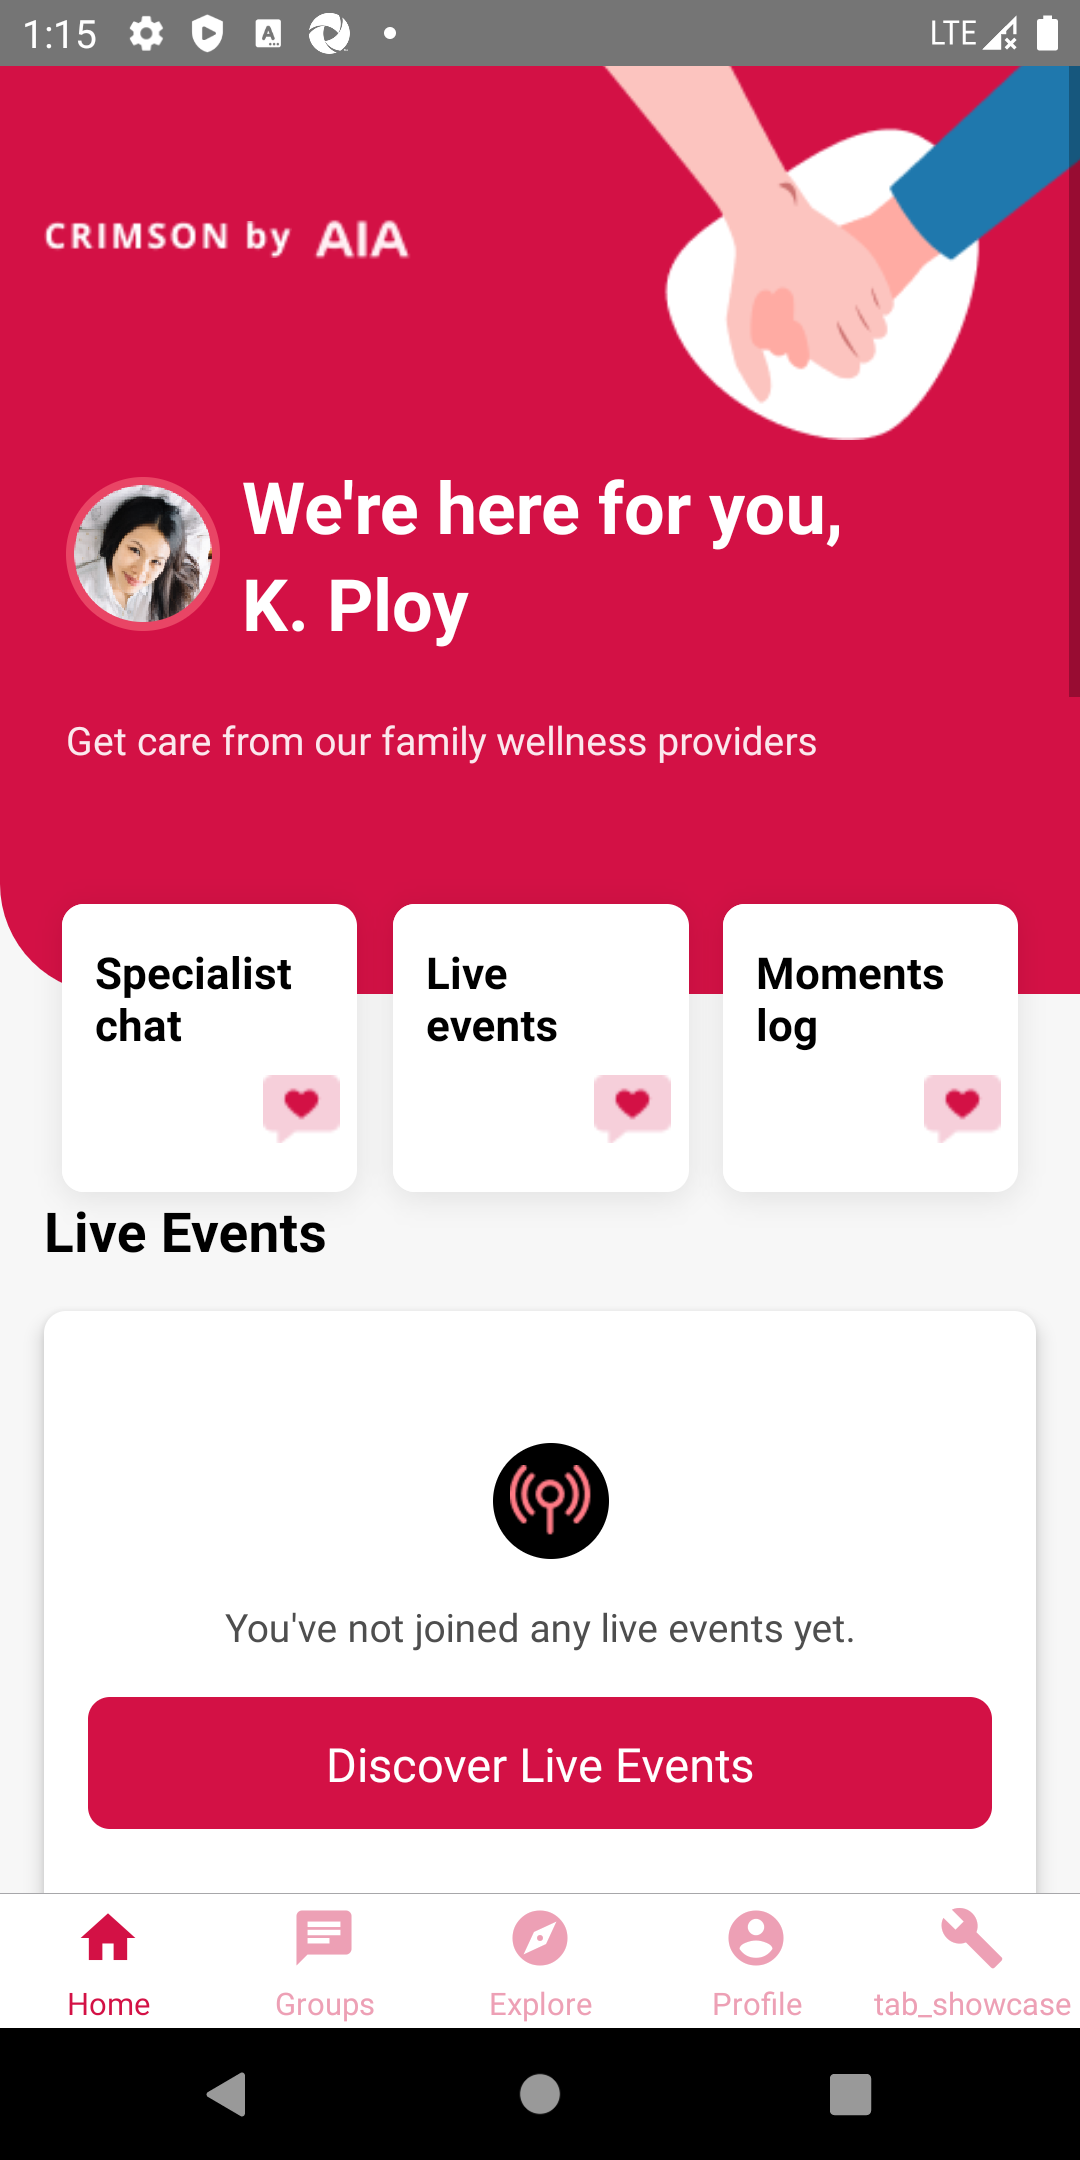 1:15
LTE
CRIMSON by AIA
We're here for you,
K. Ploy
Get care from our family wellness providers
Specialist
chat
Live
events
Moments
log
Live Events
You've not joined any live events yet.
Discover Live Events
Home
Groups
Explore
Profile
tab_showcase